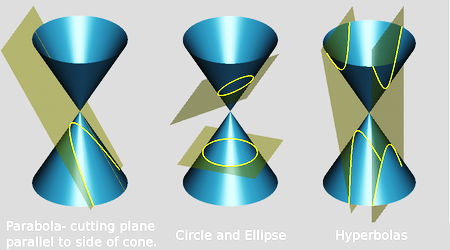 Parabola- cutting plane
parallel to side of cone.
Circle and Ellipse
Hyperbolas